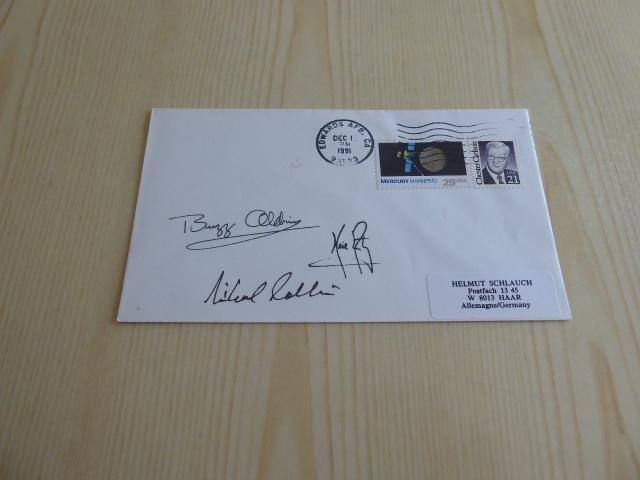 EDWARDS AFB, CA
DEC 1
PM
1991
93523
MERCURY MARINER 10
29 USA
Chester Carlson
USA
21
Buzz Aldrin
Michael Collins
HELMUT SCHLAUCH
Postfach 13 45
W 8013 HAAR
Allemagne/Germany